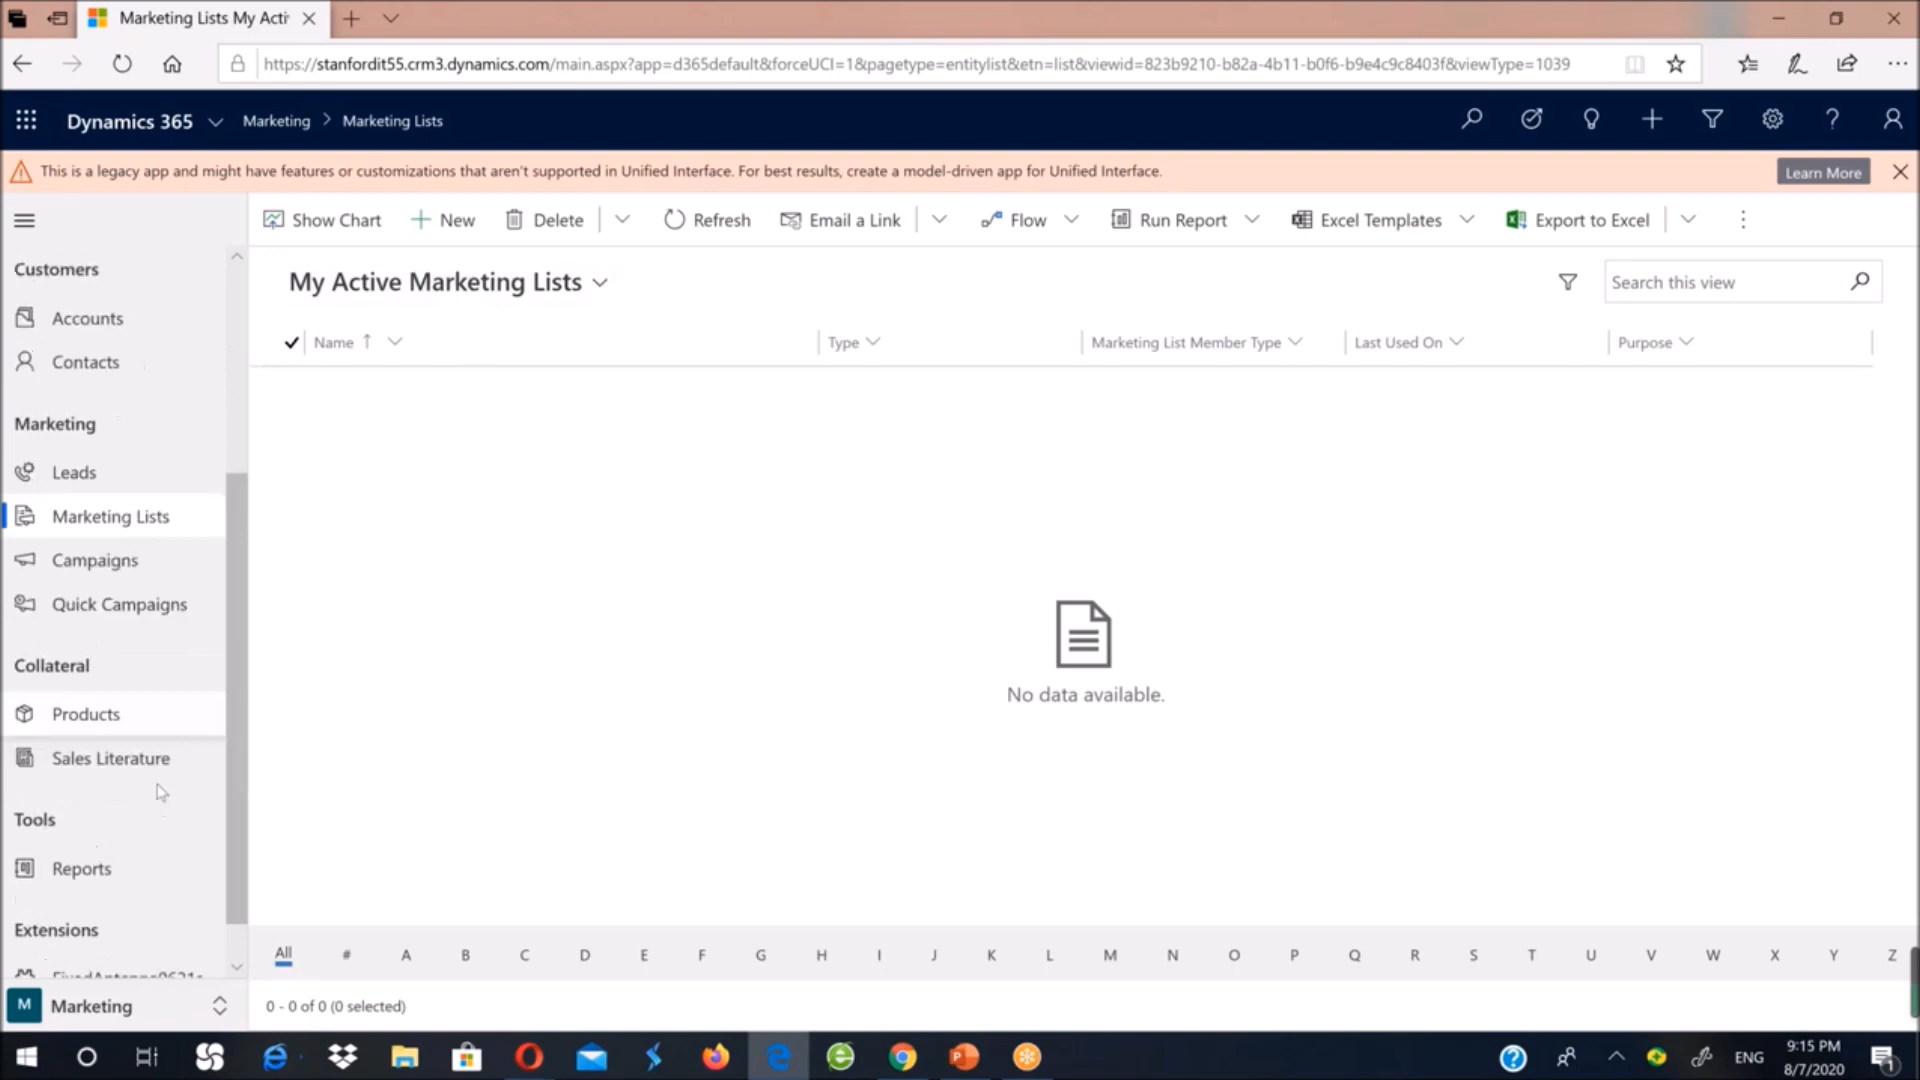 Marketing Lists My Acti
https://stanfordit55.crm3.dynamics.com/main.aspx?app=d365default&forceUCI=1&pagetype=entitylist&etn=list&viewid=823b9210-b82a-4b11-b0f6-b9e4c9c8403f&viewType=1039
Dynamics 365 Marketing > Marketing Lists
This is a legacy app and might have features or customizations that aren't supported in Unified Interface. For best results, create a model-driven app for Unified Interface. Learn More
Show Chart New Delete Refresh Email a Link Flow Run Report Excel Templates Export to Excel
Customers
Accounts
Contacts
Marketing
Leads
Marketing Lists
Campaigns
Quick Campaigns
Collateral
Products
Sales Literature
Tools
Reports
Extensions
M Marketing
My Active Marketing Lists
Search this view
Name Type Marketing List Member Type Last Used On Purpose
No data available.
All # A B C D E F G H I J K L M N O P Q R S T U V W X Y Z
0 - 0 of 0 (0 selected)
ENG
9:15 PM
8/7/2020
1